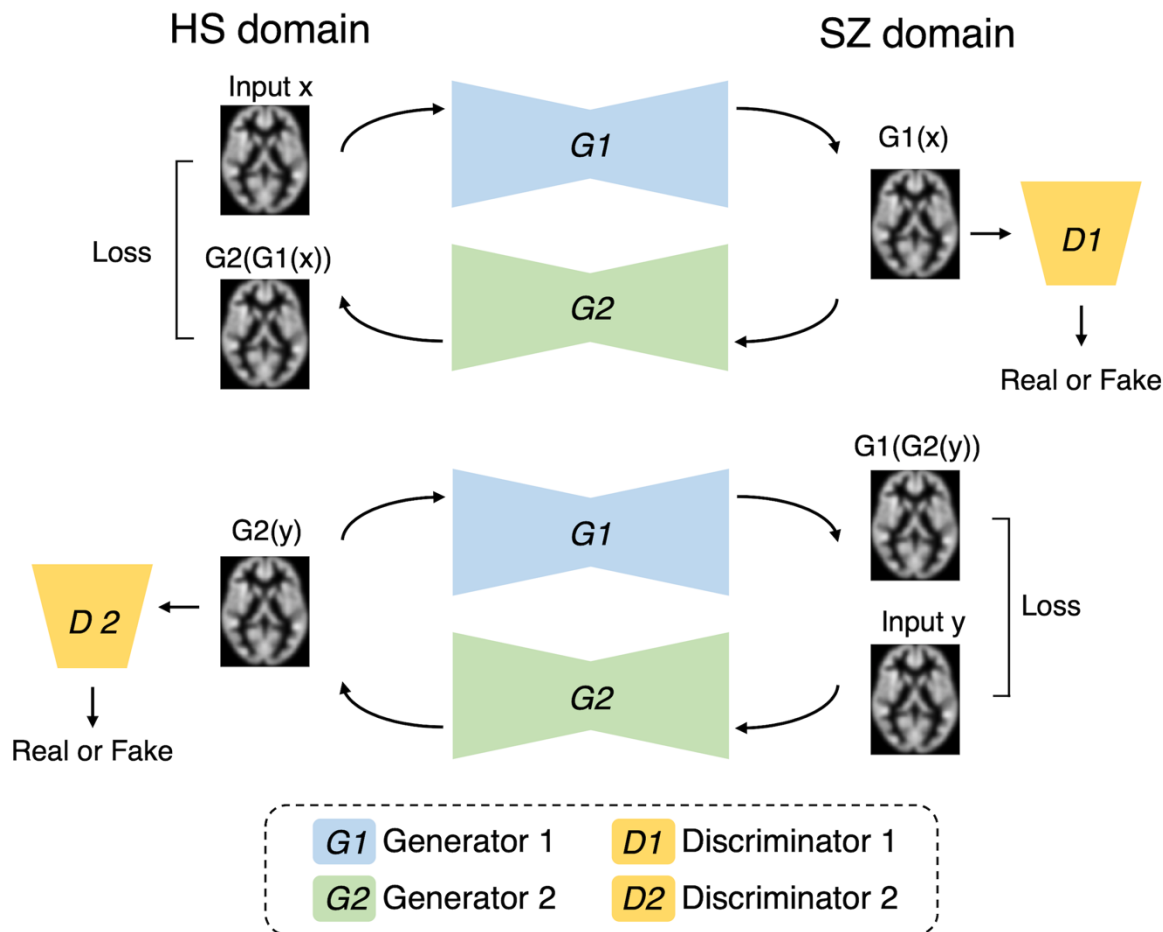 HS domain
SZ domain
Input x
G1
G1(x)
D1
Loss
G2(G1(x))
G2
Real or Fake
G1(G2(y))
G2(y)
G1
D 2
Loss
Input y
G2
Real or Fake
G1 Generator 1
D1 Discriminator 1
G2 Generator 2
D2 Discriminator 2